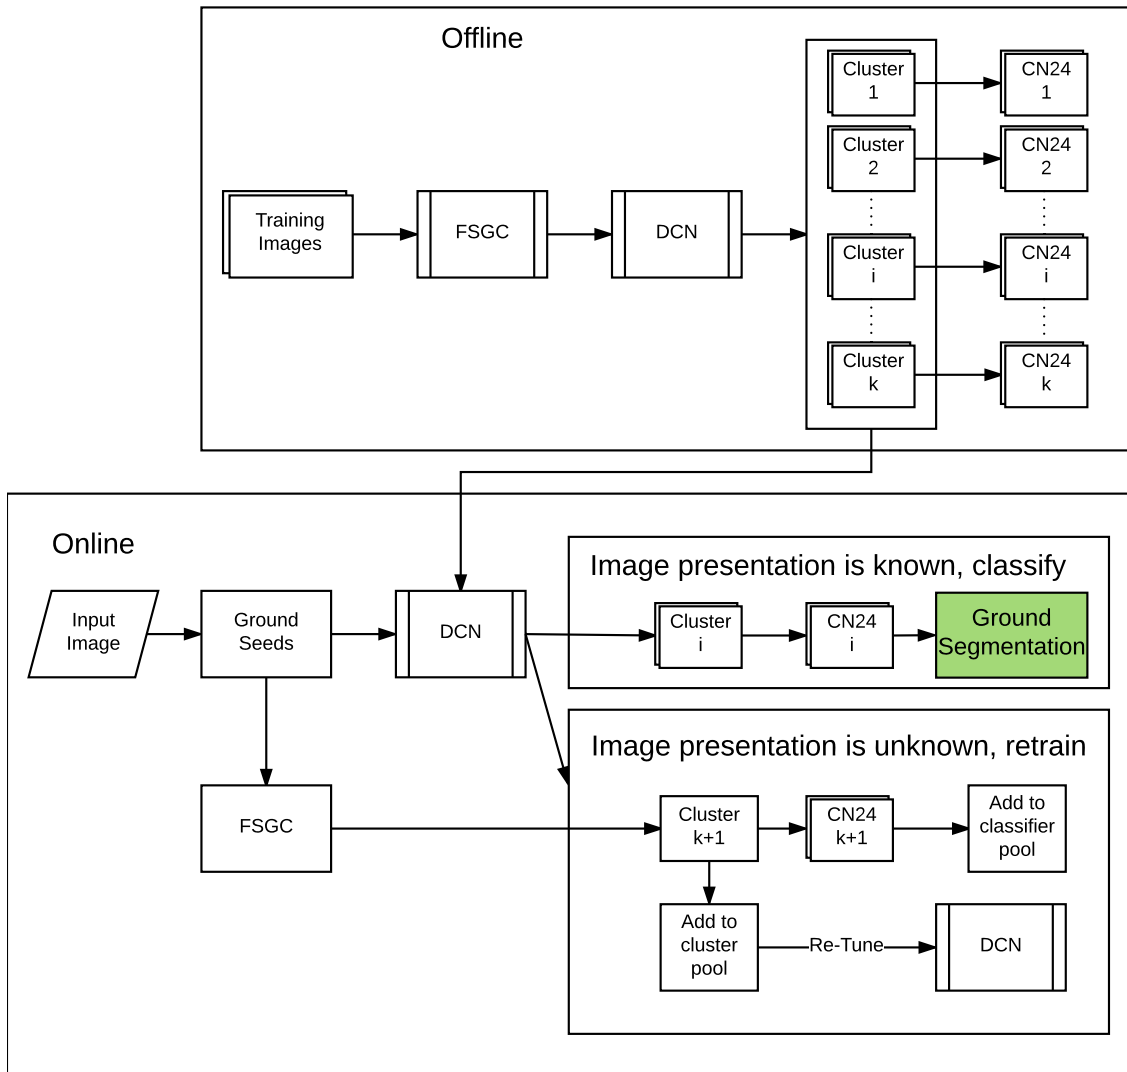 Offline
Training
Images
FSGC
DCN
Cluster
1
CN24
1
Cluster
2
CN24
2
Cluster
i
CN24
i
Cluster
k
CN24
k
Online
Input
Image
Ground
Seeds
DCN
FSGC
Image presentation is known, classify
Cluster
i
CN24
i
Ground
Segmentation
Image presentation is unknown, retrain
Cluster
k+1
CN24
k+1
Add to
classifier
pool
Add to
cluster
pool
Re-Tune
DCN